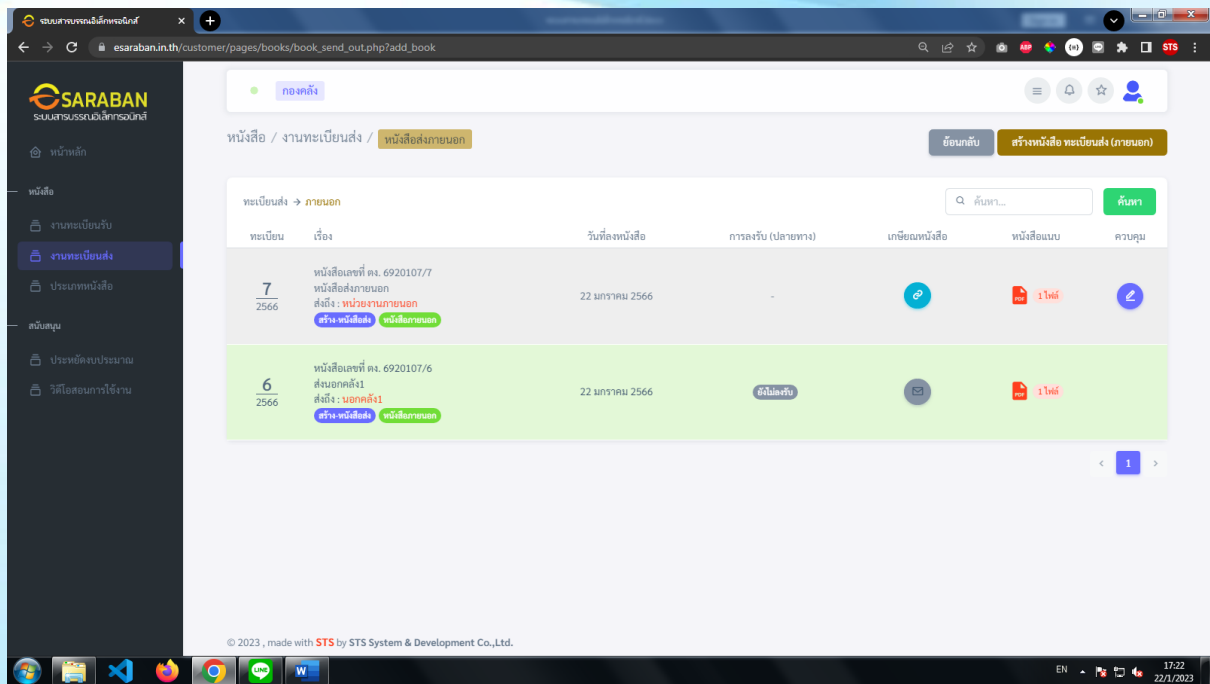 ระบบสารบรรณอิเล็กทรอนิกส์
esaraban.in.th/customer/pages/books/book_send_out.php?add_book
ABP
STS
SARABAN
ระบบสารบรรณอิเล็กทรอนิกส์
หน้าหลัก
หนังสือ
งานทะเบียนรับ
งานทะเบียนส่ง
ประเภทหนังสือ
สนับสนุน
ประหยัดงบประมาณ
วิดีโอสอนการใช้งาน
กองคลัง
หนังสือ / งานทะเบียนส่ง / หนังสือส่งภายนอก
ย้อนกลับ
สร้างหนังสือ ทะเบียนส่ง (ภายนอก)
ทะเบียนส่ง → ภายนอก
ค้นหา...
ค้นหา
ทะเบียน เรื่อง วันที่ลงหนังสือ การลงรับ (ปลายทาง) เกษียณหนังสือ หนังสือแนบ ควบคุม
7
2566
หนังสือเลขที่ ตง. 6920107/7
หนังสือส่งภายนอก
ส่งถึง : หน่วยงานภายนอก
สร้าง-หนังสือส่ง หนังสือภายนอก
22 มกราคม 2566
-
PDF
1 ไฟล์
6
2566
หนังสือเลขที่ ตง. 6920107/6
ส่งนอกคลัง1
ส่งถึง : นอกคลัง1
สร้าง-หนังสือส่ง หนังสือภายนอก
22 มกราคม 2566
ยังไม่ลงรับ
PDF
1 ไฟล์
‹ 1 ›
© 2023 , made with STS by STS System & Development Co.,Ltd.
LINE
W
EN
17:22
22/1/2023